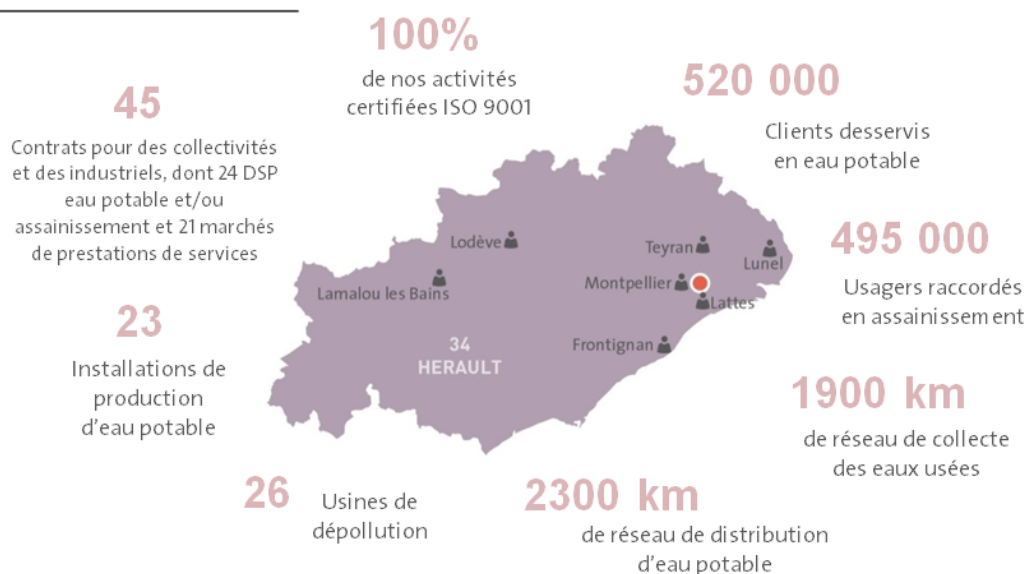 100%
de nos activités
certifiées ISO 9001
520 000
Clients desservis
en eau potable
45
Contrats pour des collectivités
et des industriels, dont 24 DSP
eau potable et/ou
assainissement et 21 marchés
de prestations de services
495 000
Usagers raccordés
en assainissement
Lodève
Teyran
Lunel
Lamalou les Bains
Montpellier
Lattes
23
Installations de
production
d'eau potable
34
HERAULT
Frontignan
1900 km
de réseau de collecte
des eaux usées
26
Usines de
dépollution
2300 km
de réseau de distribution
d'eau potable